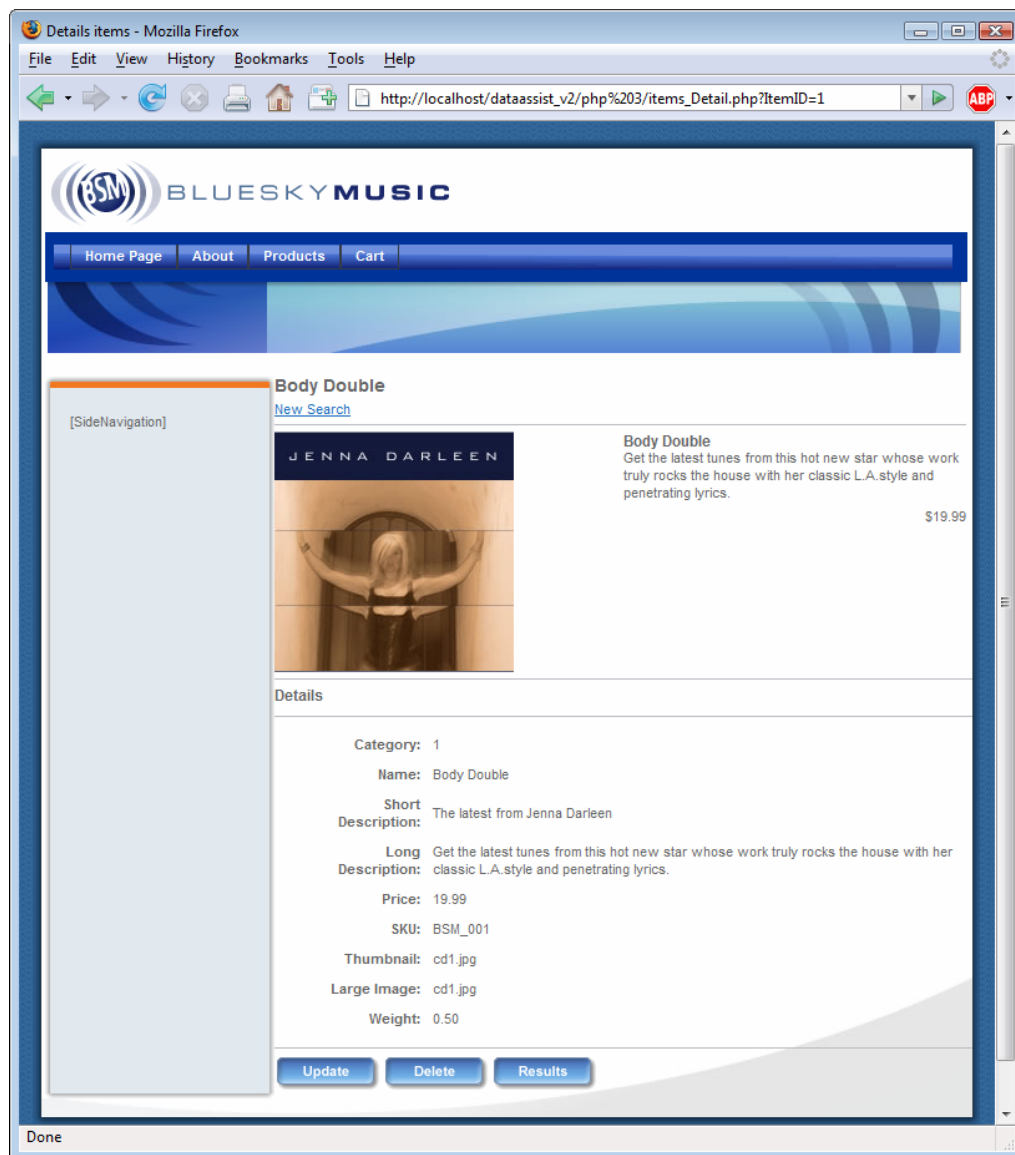 Details items - Mozilla Firefox
File Edit View History Bookmarks Tools Help
http://localhost/dataassist_v2/php%203/items_Detail.php?ItemID=1
ABP
BSM BLUESKYMUSIC
Home Page About Products Cart
[SideNavigation]
Body Double
New Search
JENNA DARLEEN
Body Double
Get the latest tunes from this hot new star whose work
truly rocks the house with her classic L.A.style and
penetrating lyrics.
$19.99
Details
Category: 1
Name: Body Double
Short
Description: The latest from Jenna Darleen
Long Get the latest tunes from this hot new star whose work truly rocks the house with her
Description: classic L.A.style and penetrating lyrics.
Price: 19.99
SKU: BSM_001
Thumbnail: cd1.jpg
Large Image: cd1.jpg
Weight: 0.50
Update Delete Results
Done